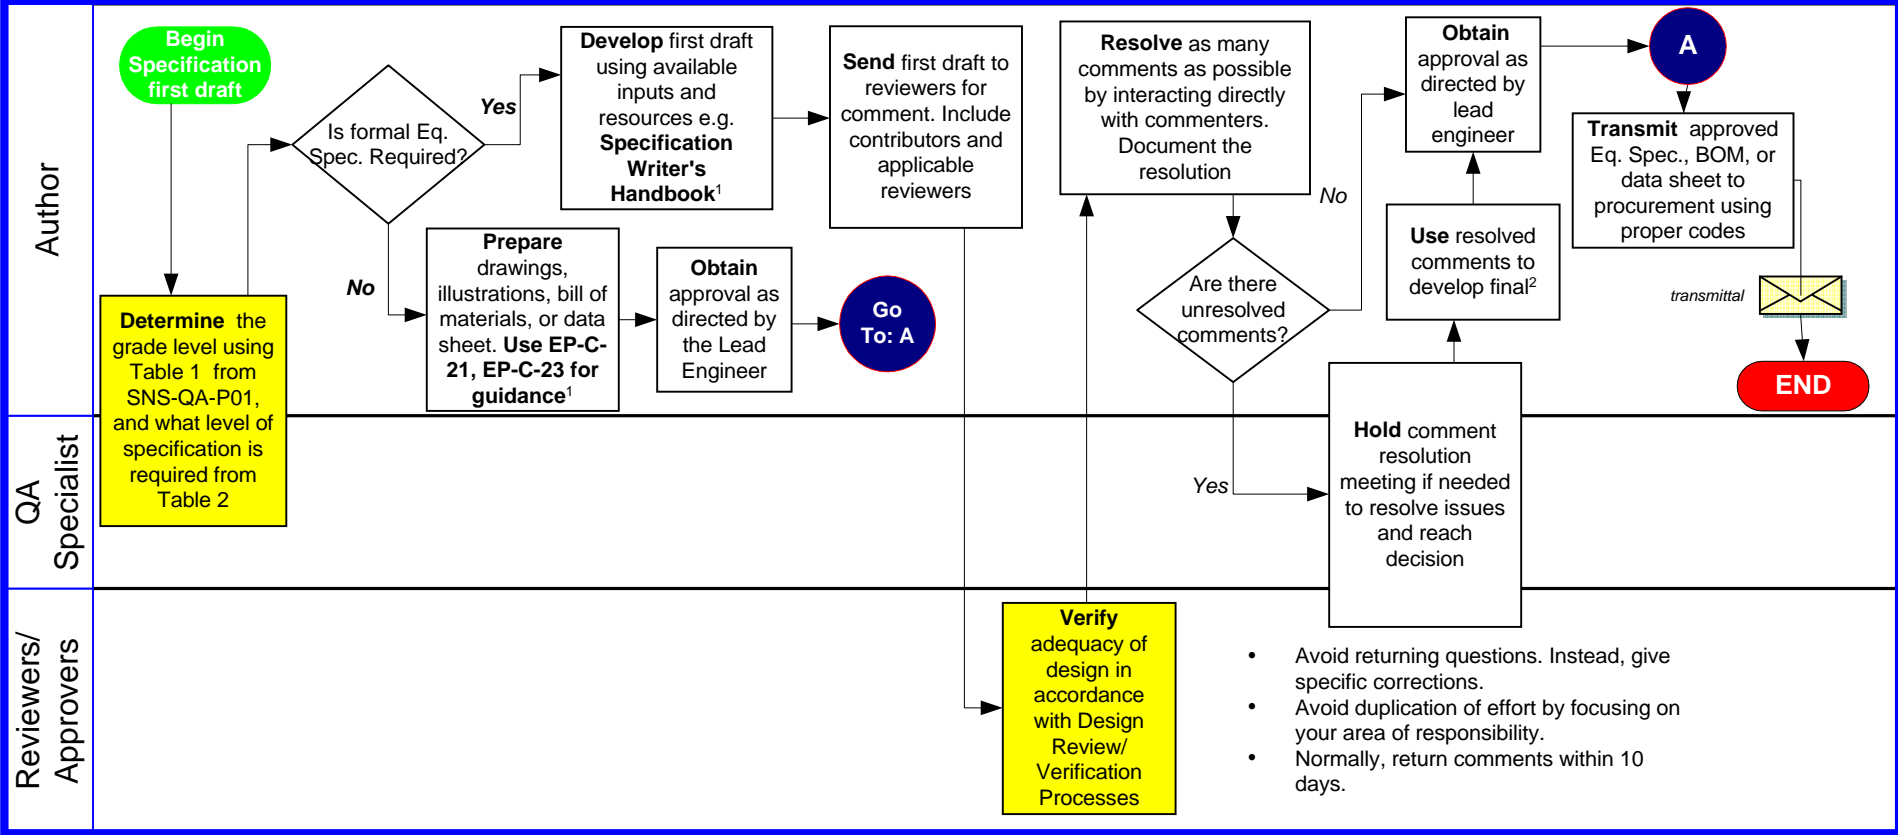 Author
QA
Specialist
Reviewers/
Approvers
Begin
Specification
first draft
Determine the
grade level using
Table 1 from
SNS-QA-P01,
and what level of
specification is
required from
Table 2
Is formal Eq.
Spec. Required?
Yes
No
Develop first draft
using available
inputs and
resources e.g.
Specification
Writer's
Handbook1
Prepare
drawings,
illustrations, bill of
materials, or data
sheet. Use EP-C-
21, EP-C-23 for
guidance1
Obtain
approval as
directed by
the Lead
Engineer
Go
To: A
Send first draft to
reviewers for
comment. Include
contributors and
applicable
reviewers
Verify
adequacy of
design in
accordance
with Design
Review/
Verification
Processes
Resolve as many
comments as possible
by interacting directly
with commenters.
Document the
resolution
Are there
unresolved
comments?
No
Yes
Hold comment
resolution
meeting if needed
to resolve issues
and reach
decision
Use resolved
comments to
develop final2
Obtain
approval as
directed by
lead
engineer
A
Transmit approved
Eq. Spec., BOM, or
data sheet to
procurement using
proper codes
transmittal
END
• Avoid returning questions. Instead, give
specific corrections.
• Avoid duplication of effort by focusing on
your area of responsibility.
• Normally, return comments within 10
days.